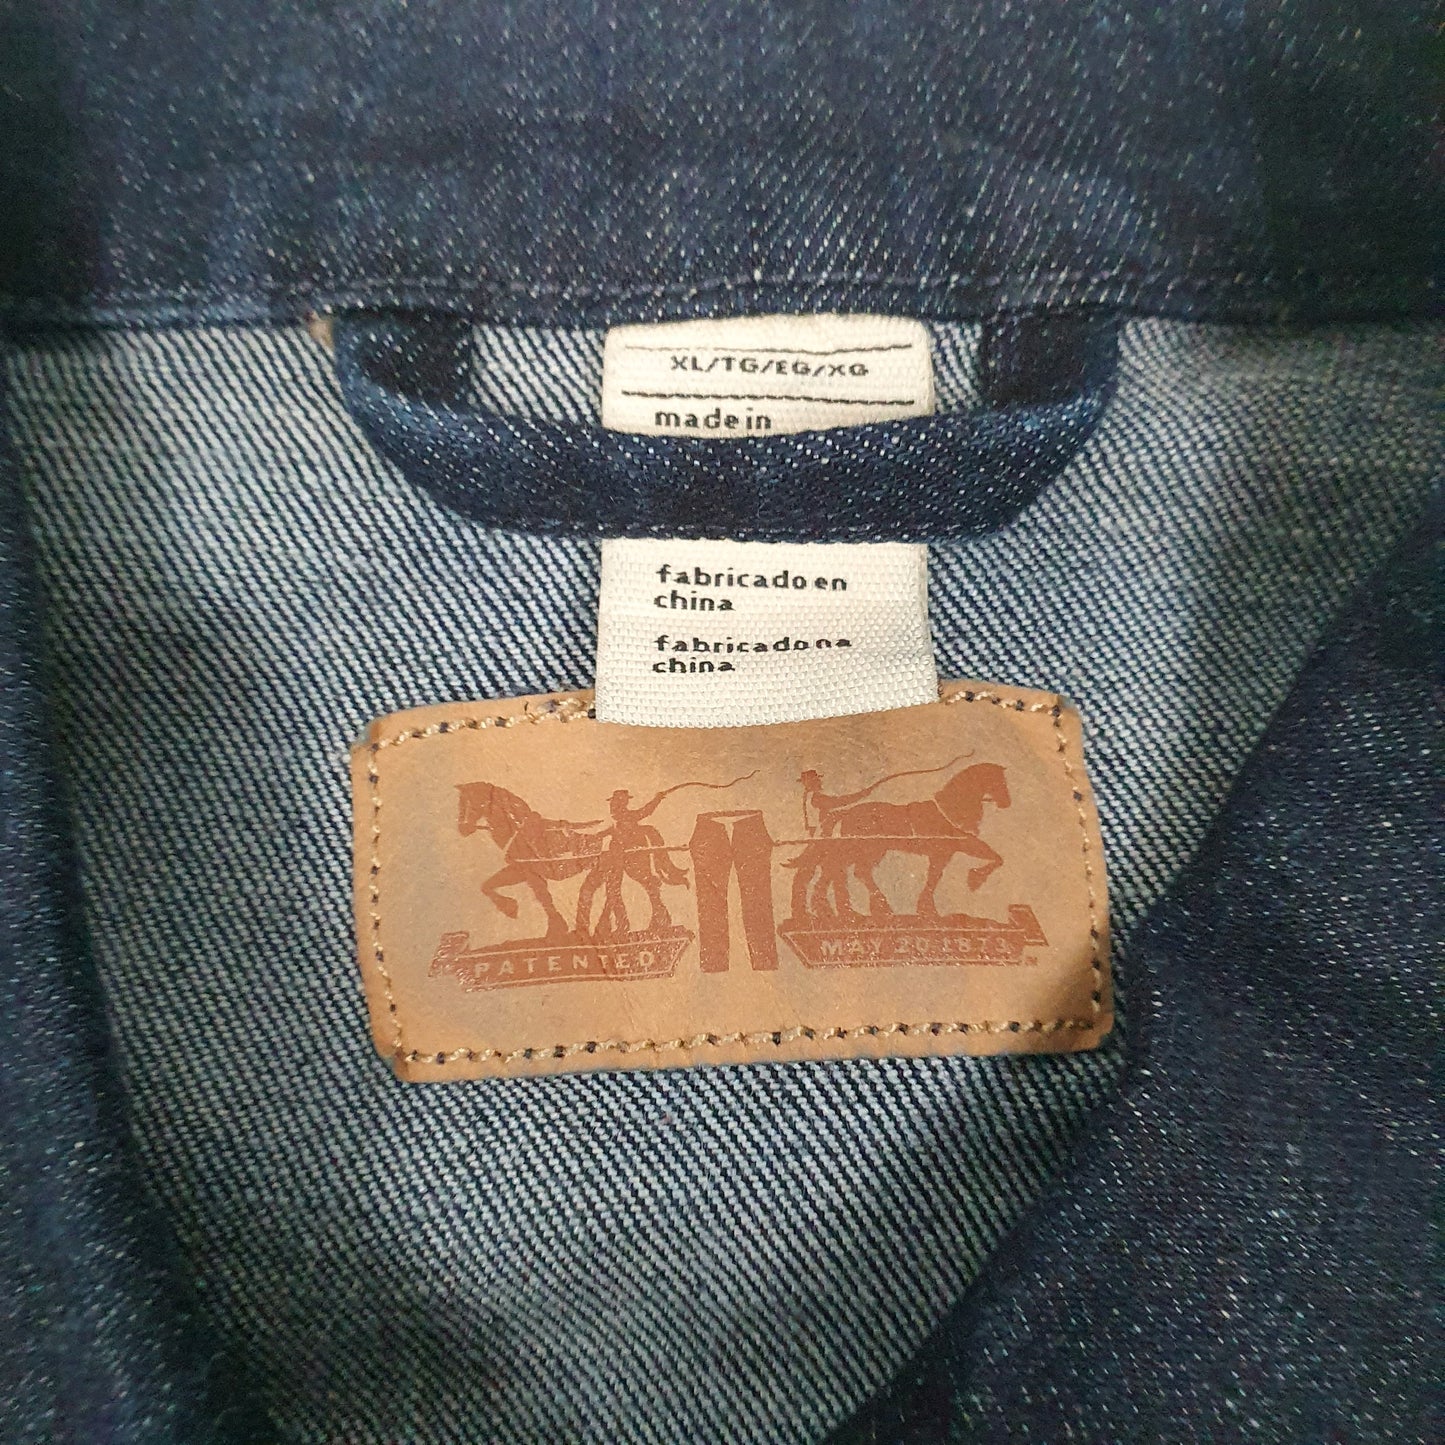 XL/TG/EG/XG
made in
fabricado en
china
fabricado na
china
PATENTED
MAY 20 1873